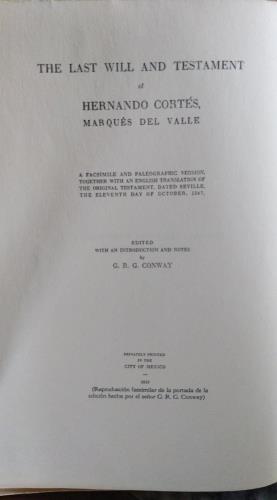 THE LAST WILL AND TESTAMENT
of
HERNANDO CORTÉS,
MARQUÉS DEL VALLE
A FACSIMILE AND PALEOGRAPHIC VERSION,
TOGETHER WITH AN ENGLISH TRANSLATION OF
THE ORIGINAL TESTAMENT, DATED SEVILLE,
THE ELEVENTH DAY OF OCTOBER, 1547,
EDITED
WITH AN INTRODUCTION AND NOTES
by
G. R. G. CONWAY
PRIVATELY PRINTED
IN THE
CITY OF MEXICO
—
(Reproducción facsimilar de la portada de la
edición hecha por el señor G. R. G. Conway)